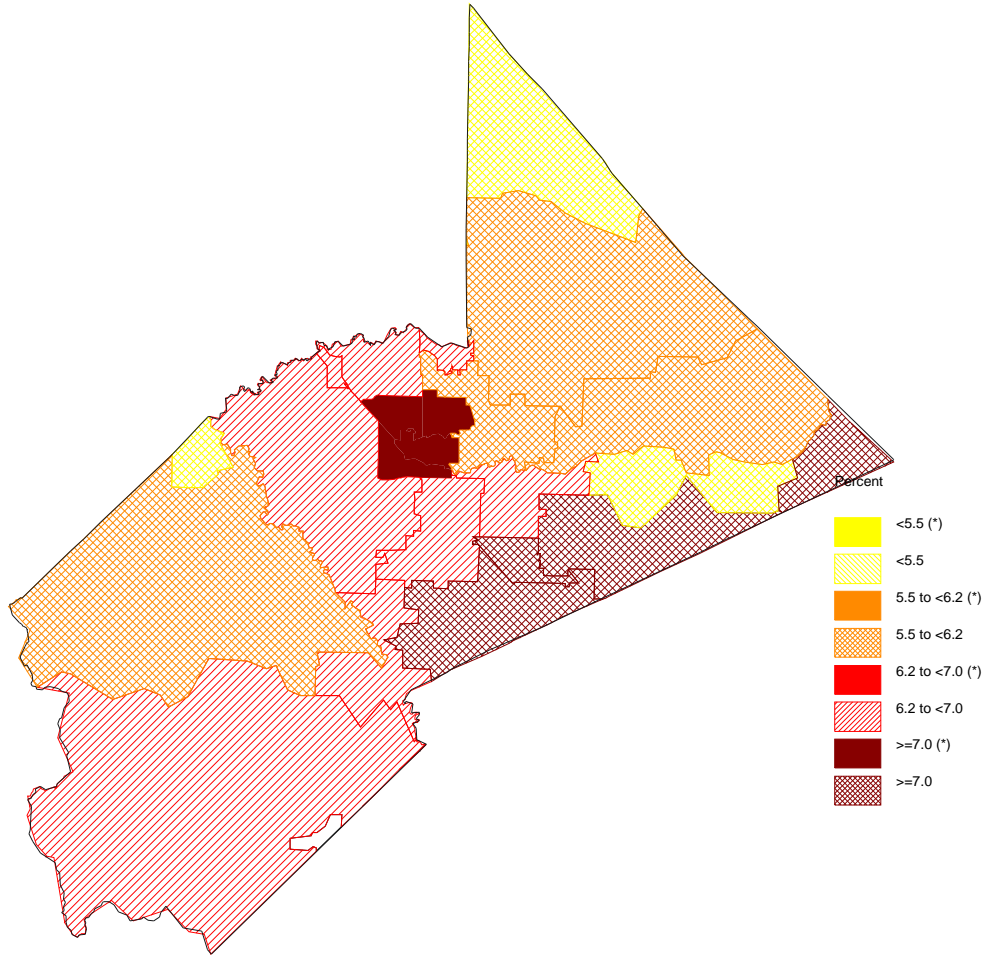 Percent
<5.5 (*)
<5.5
5.5 to <6.2 (*)
5.5 to <6.2
6.2 to <7.0 (*)
6.2 to <7.0
>=7.0 (*)
>=7.0